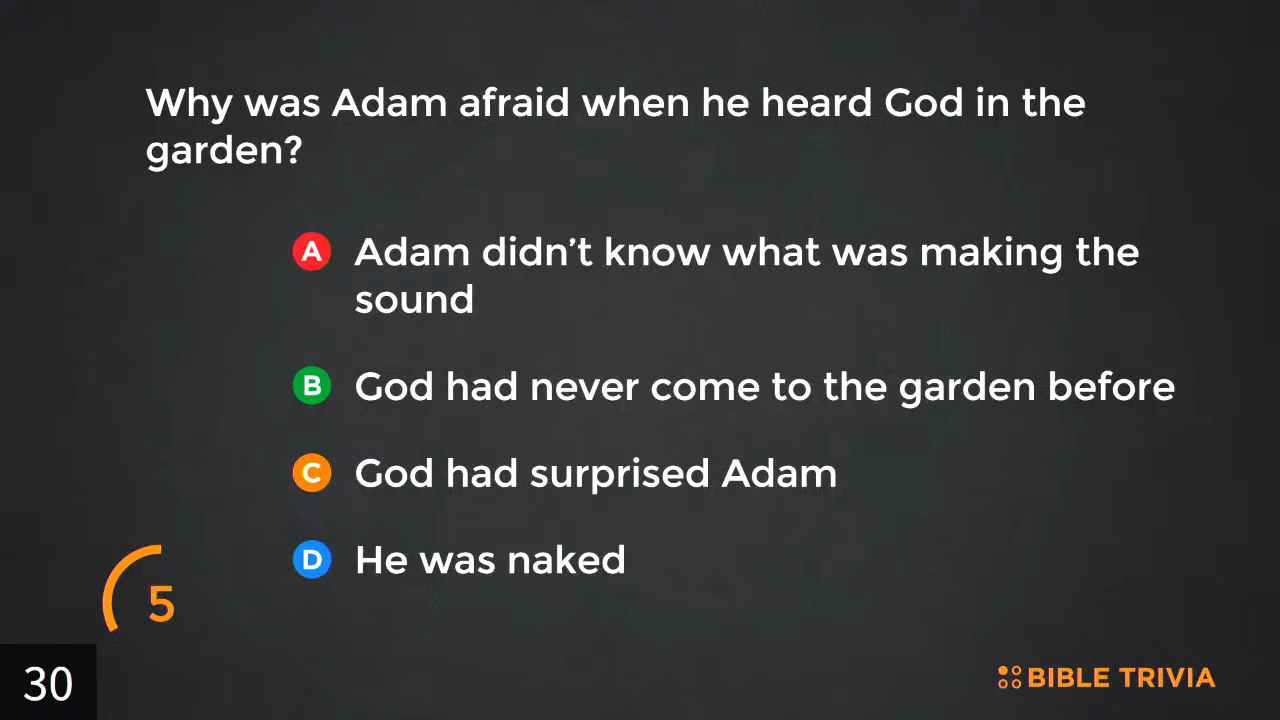 Why was Adam afraid when he heard God in the
garden?
A Adam didn’t know what was making the
sound
B God had never come to the garden before
C God had surprised Adam
D He was naked
5
30
BIBLE TRIVIA